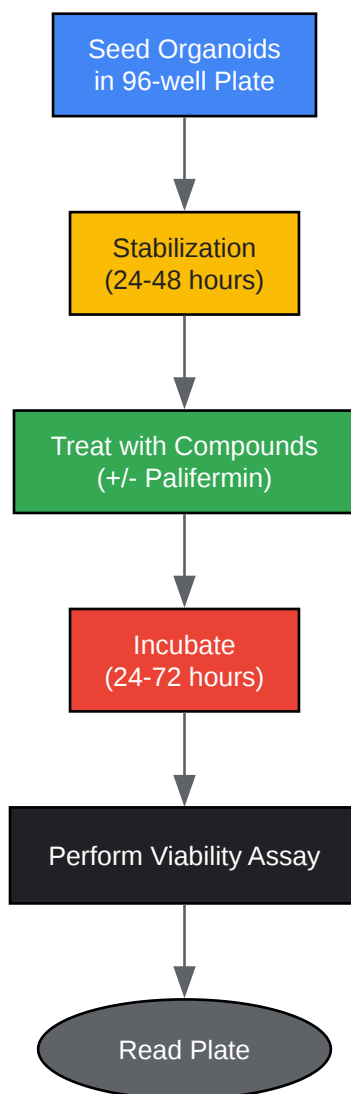 Seed Organoids
in 96-well Plate
Stabilization
(24-48 hours)
Treat with Compounds
(+/- Palifermin)
Incubate
(24-72 hours)
Perform Viability Assay
Read Plate